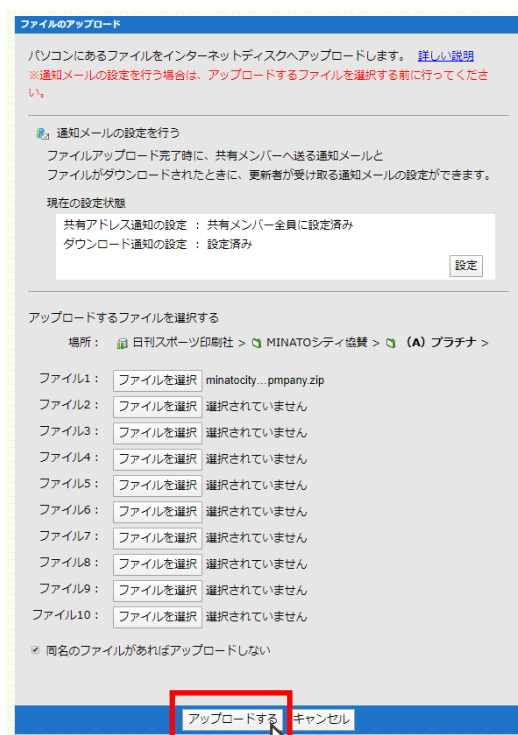 ファイルのアップロード
パソコンにあるファイルをインターネットディスクへアップロードします。 詳しい説明
※通知メールの設定を行う場合は、アップロードするファイルを選択する前に行ってくださ
い。
通知メールの設定を行う
ファイルアップロード完了時に、共有メンバーへ送る通知メールと
ファイルがダウンロードされたときに、更新者が受け取る通知メールの設定ができます。
現在の設定状態
共有アドレス通知の設定 : 共有メンバー全員に設定済み
ダウンロード通知の設定 : 設定済み
設定
アップロードするファイルを選択する
場所: 日刊スポーツ印刷社 > MINATOシティ協賛 > (A) プラチナ >
ファイル1: ファイルを選択 minatocity...pmpany.zip
ファイル2: ファイルを選択 選択されていません
ファイル3: ファイルを選択 選択されていません
ファイル4: ファイルを選択 選択されていません
ファイル5: ファイルを選択 選択されていません
ファイル6: ファイルを選択 選択されていません
ファイル7: ファイルを選択 選択されていません
ファイル8: ファイルを選択 選択されていません
ファイル9: ファイルを選択 選択されていません
ファイル10: ファイルを選択 選択されていません
同名のファイルがあればアップロードしない
アップロードする キャンセル